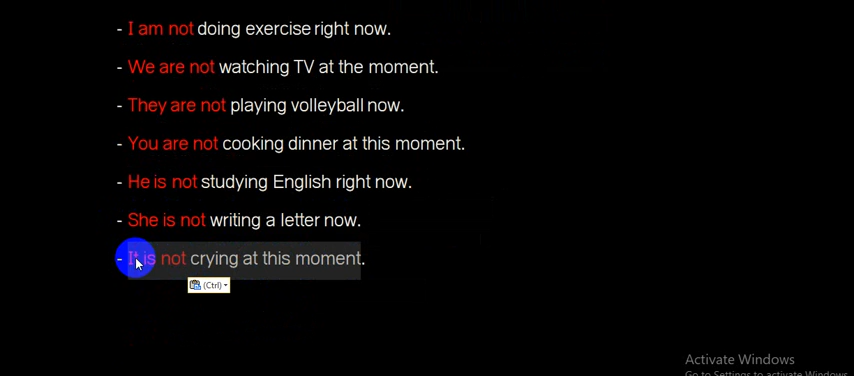 - I am not doing exercise right now.
- We are not watching TV at the moment.
- They are not playing volleyball now.
- You are not cooking dinner at this moment.
- He is not studying English right now.
- She is not writing a letter now.
- It is not crying at this moment.
(Ctrl)
Activate Windows
Go to Settings to activate Windows